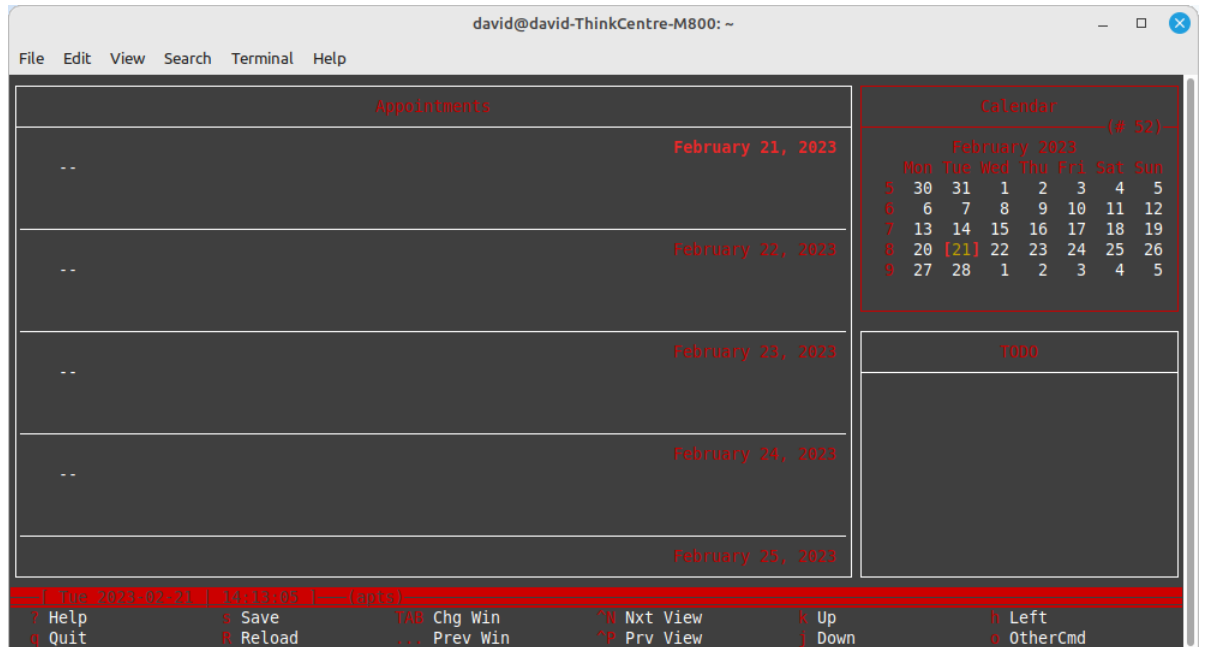 david@david-ThinkCentre-M800: ~
File Edit View Search Terminal Help
Appointments
February 21, 2023
--
February 22, 2023
--
February 23, 2023
--
February 24, 2023
--
February 25, 2023
Calendar
(# 52)
February 2023
Mon Tue Wed Thu Fri Sat Sun
5 30 31 1 2 3 4 5
6 6 7 8 9 10 11 12
7 13 14 15 16 17 18 19
8 20 [21] 22 23 24 25 26
9 27 28 1 2 3 4 5
TODO
[ Tue 2023-02-21 | 14:13:05 ] (apts)
? Help s Save TAB Chg Win ^N Nxt View k Up h Left
q Quit R Reload ... Prev Win ^P Prv View j Down o OtherCmd